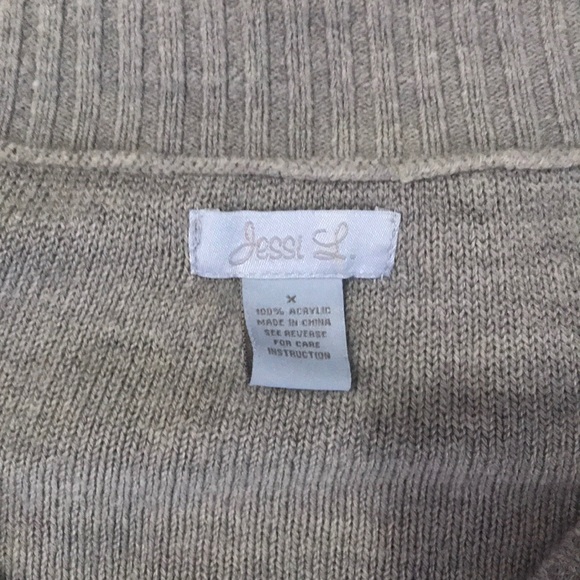 Jessi L.
X
100% ACRYLIC
MADE IN CHINA
SEE REVERSE
FOR CARE
INSTRUCTION